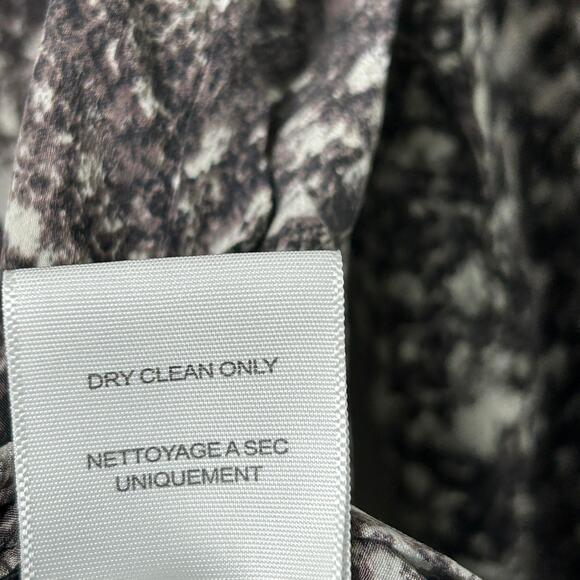 DRY CLEAN ONLY
NETTOYAGE A SEC
UNIQUEMENT